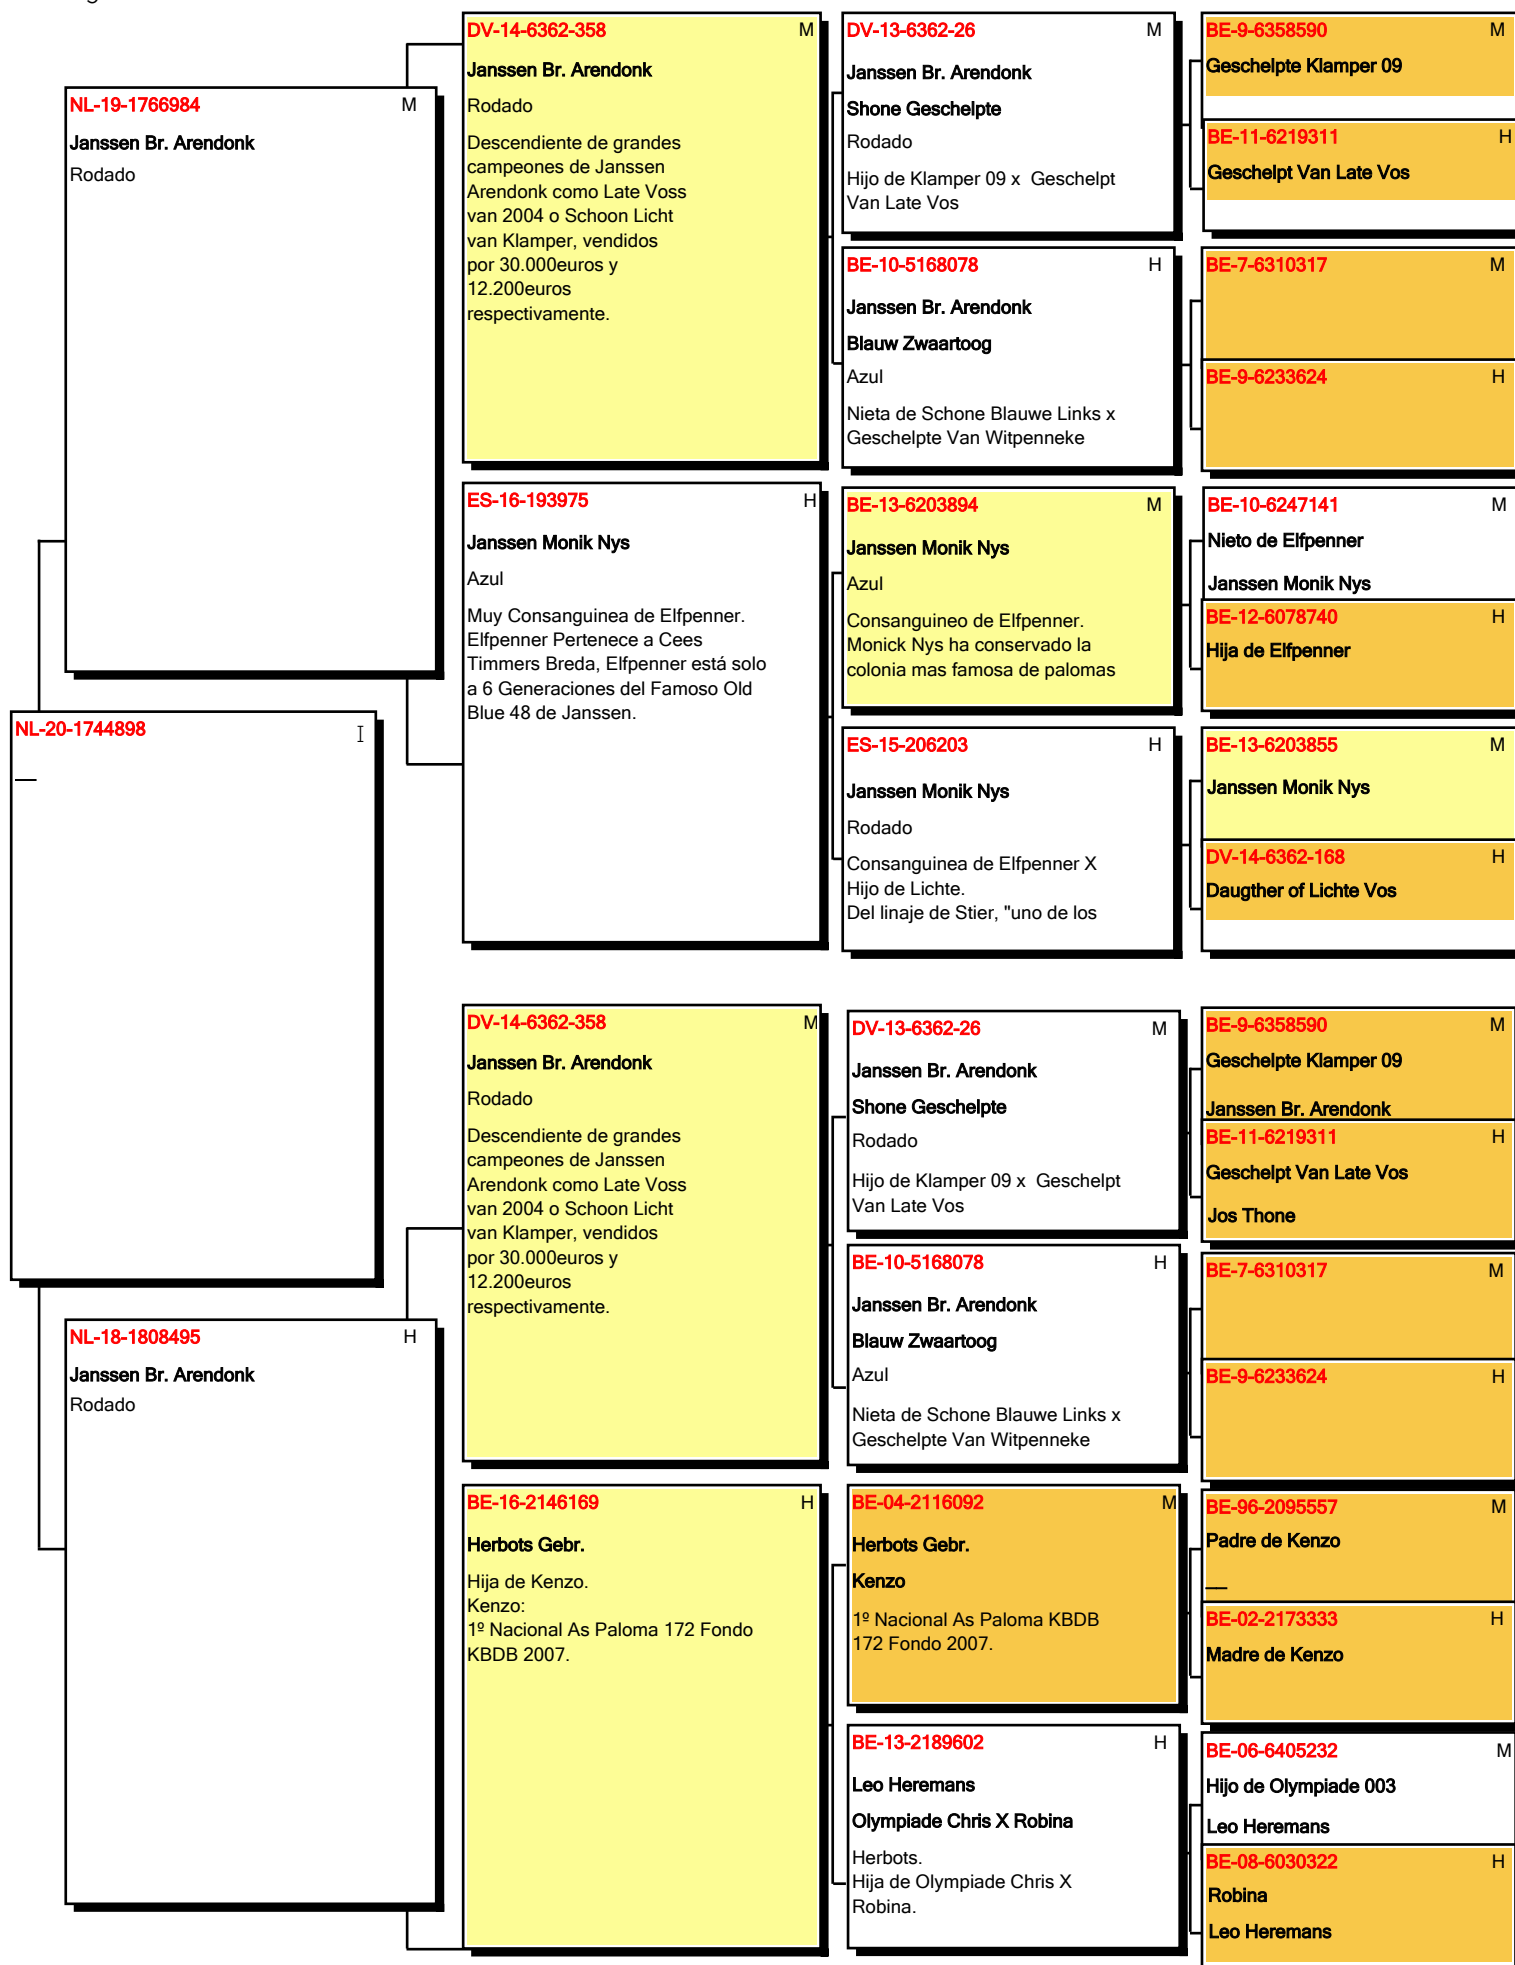 NL-20-1744898 I
__
NL-19-1766984 M
Janssen Br. Arendonk
Rodado
NL-18-1808495 H
Janssen Br. Arendonk
Rodado
DV-14-6362-358 M
Janssen Br. Arendonk
Rodado
Descendiente de grandes
campeones de Janssen
Arendonk como Late Voss
van 2004 o Schoon Licht
van Klamper, vendidos
por 30.000euros y
12.200euros
respectivamente.
ES-16-193975 H
Janssen Monik Nys
Azul
Muy Consanguinea de Elfpenner.
Elfpenner Pertenece a Cees
Timmers Breda, Elfpenner está solo
a 6 Generaciones del Famoso Old
Blue 48 de Janssen.
DV-14-6362-358 M
Janssen Br. Arendonk
Rodado
Descendiente de grandes
campeones de Janssen
Arendonk como Late Voss
van 2004 o Schoon Licht
van Klamper, vendidos
por 30.000euros y
12.200euros
respectivamente.
BE-16-2146169 H
Herbots Gebr.
Hija de Kenzo.
Kenzo:
1º Nacional As Paloma 172 Fondo
KBDB 2007.
DV-13-6362-26 M
Janssen Br. Arendonk
Shone Geschelpte
Rodado
Hijo de Klamper 09 x Geschelpt
Van Late Vos
BE-10-5168078 H
Janssen Br. Arendonk
Blauw Zwaartoog
Azul
Nieta de Schone Blauwe Links x
Geschelpte Van Witpenneke
BE-13-6203894 M
Janssen Monik Nys
Azul
Consanguineo de Elfpenner.
Monick Nys ha conservado la
colonia mas famosa de palomas
ES-15-206203 H
Janssen Monik Nys
Rodado
Consanguinea de Elfpenner X
Hijo de Lichte.
Del linaje de Stier, "uno de los
DV-13-6362-26 M
Janssen Br. Arendonk
Shone Geschelpte
Rodado
Hijo de Klamper 09 x Geschelpt
Van Late Vos
BE-10-5168078 H
Janssen Br. Arendonk
Blauw Zwaartoog
Azul
Nieta de Schone Blauwe Links x
Geschelpte Van Witpenneke
BE-04-2116092 M
Herbots Gebr.
Kenzo
1º Nacional As Paloma KBDB
172 Fondo 2007.
BE-13-2189602 H
Leo Heremans
Olympiade Chris X Robina
Herbots.
Hija de Olympiade Chris X
Robina.
BE-9-6358590 M
Geschelpte Klamper 09
BE-11-6219311 H
Geschelpt Van Late Vos
BE-7-6310317 M
BE-9-6233624 H
BE-10-6247141 M
Nieto de Elfpenner
Janssen Monik Nys
BE-12-6078740 H
Hija de Elfpenner
BE-13-6203855 M
Janssen Monik Nys
DV-14-6362-168 H
Daugther of Lichte Vos
BE-9-6358590 M
Geschelpte Klamper 09
Janssen Br. Arendonk
BE-11-6219311 H
Geschelpt Van Late Vos
Jos Thone
BE-7-6310317 M
BE-9-6233624 H
BE-96-2095557 M
Padre de Kenzo
__
BE-02-2173333 H
Madre de Kenzo
BE-06-6405232 M
Hijo de Olympiade 003
Leo Heremans
BE-08-6030322 H
Robina
Leo Heremans